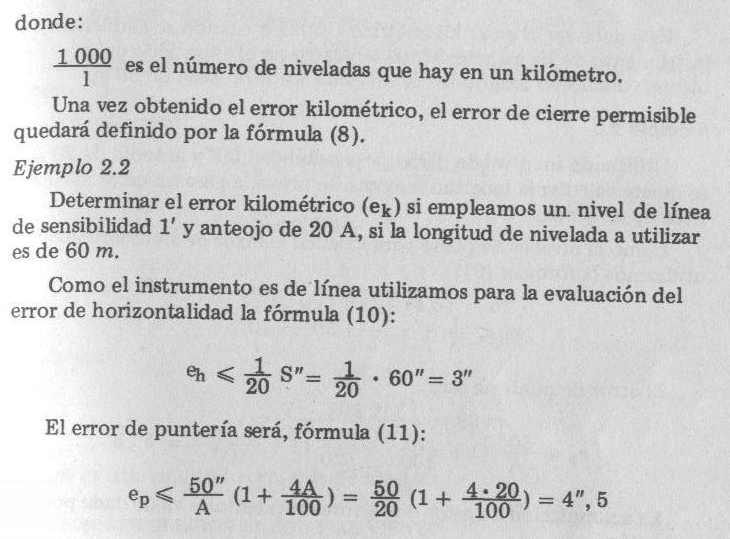 donde:
1 000 / l es el número de niveladas que hay en un kilómetro.
Una vez obtenido el error kilométrico, el error de cierre permisible
quedará definido por la fórmula (8).
Ejemplo 2.2
Determinar el error kilométrico (eₖ) si empleamos un nivel de línea
de sensibilidad 1′ y anteojo de 20 A, si la longitud de nivelada a utilizar
es de 60 m.
Como el instrumento es de línea utilizamos para la evaluación del
error de horizontalidad la fórmula (10):
eₕ ⩽ 1/20 S″ = 1/20 · 60″ = 3″
El error de puntería será, fórmula (11):
eₚ ⩽ 50″/A (1 + 4A/100) = 50/20 (1 + 4·20/100) = 4″, 5